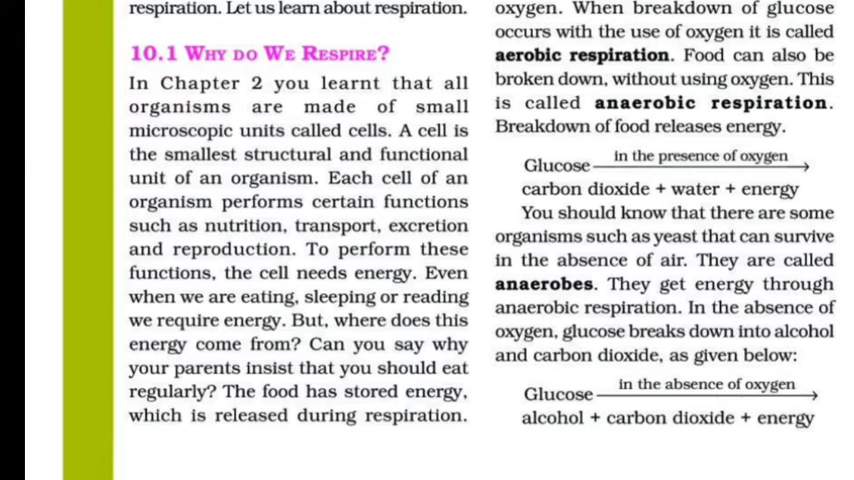 respiration. Let us learn about respiration.
10.1 WHY DO WE RESPIRE?
In Chapter 2 you learnt that all
organisms are made of small
microscopic units called cells. A cell is
the smallest structural and functional
unit of an organism. Each cell of an
organism performs certain functions
such as nutrition, transport, excretion
and reproduction. To perform these
functions, the cell needs energy. Even
when we are eating, sleeping or reading
we require energy. But, where does this
energy come from? Can you say why
your parents insist that you should eat
regularly? The food has stored energy,
which is released during respiration.
oxygen. When breakdown of glucose
occurs with the use of oxygen it is called
aerobic respiration. Food can also be
broken down, without using oxygen. This
is called anaerobic respiration.
Breakdown of food releases energy.
Glucose in the presence of oxygen
carbon dioxide + water + energy
You should know that there are some
organisms such as yeast that can survive
in the absence of air. They are called
anaerobes. They get energy through
anaerobic respiration. In the absence of
oxygen, glucose breaks down into alcohol
and carbon dioxide, as given below:
Glucose in the absence of oxygen
alcohol + carbon dioxide + energy